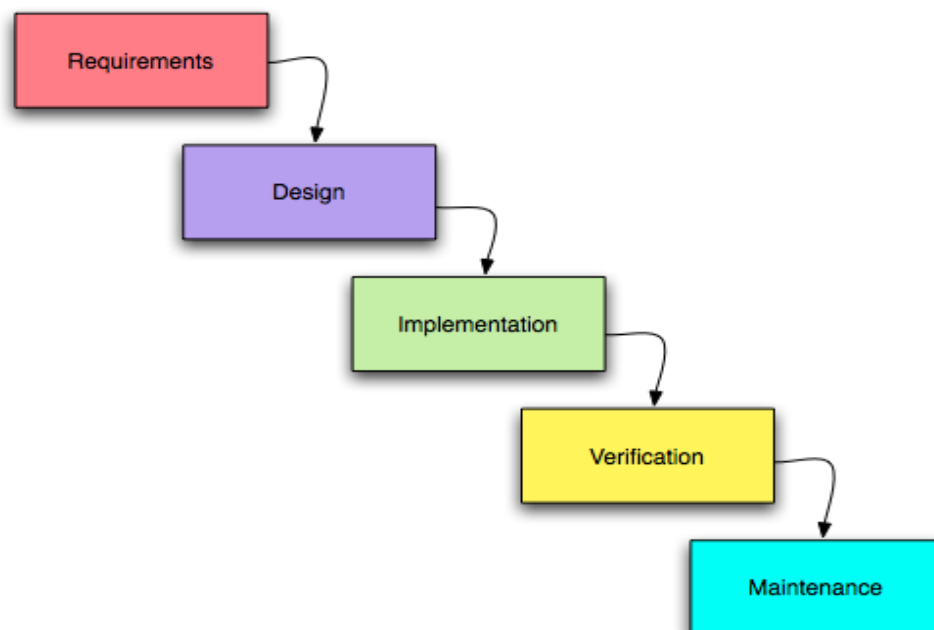 Requirements
Design
Implementation
Verification
Maintenance